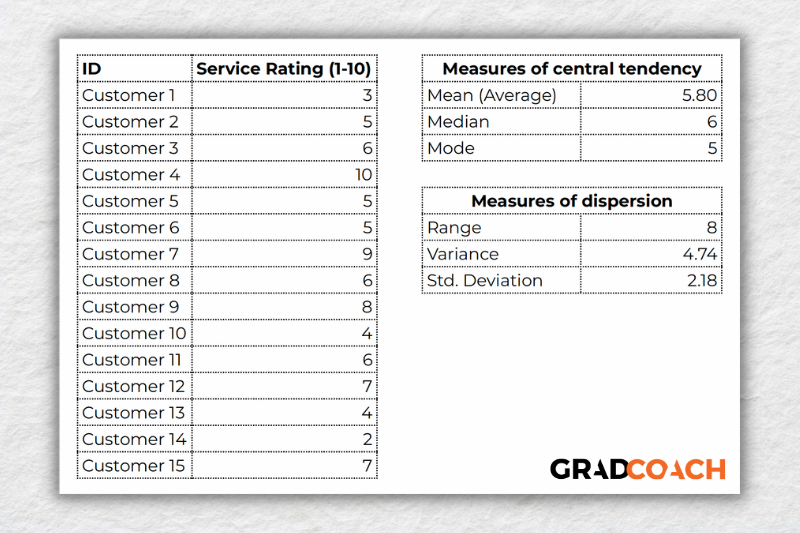 ID Service Rating (1-10)
Customer 1 3
Customer 2 5
Customer 3 6
Customer 4 10
Customer 5 5
Customer 6 5
Customer 7 9
Customer 8 6
Customer 9 8
Customer 10 4
Customer 11 6
Customer 12 7
Customer 13 4
Customer 14 2
Customer 15 7
Measures of central tendency
Mean (Average) 5.80
Median 6
Mode 5
Measures of dispersion
Range 8
Variance 4.74
Std. Deviation 2.18
GRADCOACH